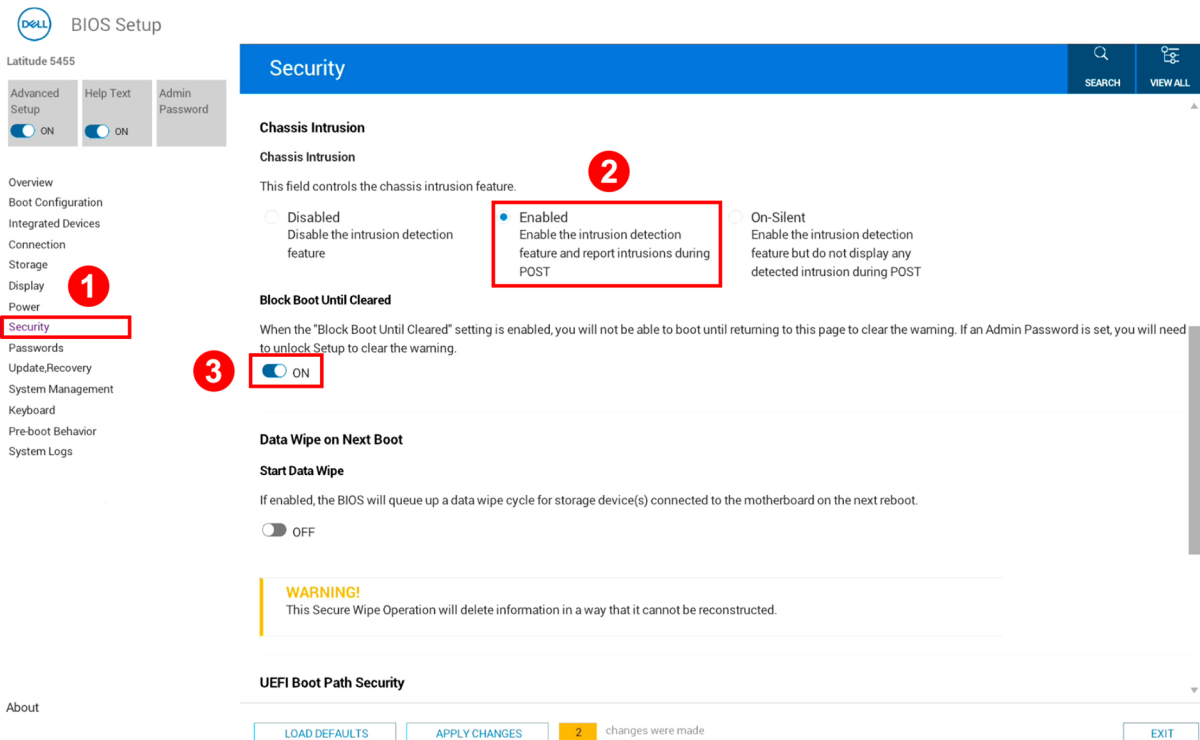 DELL
BIOS Setup
Latitude 5455
Advanced Setup
ON
Help Text
ON
Admin Password
Overview
Boot Configuration
Integrated Devices
Connection
Storage
Display
Power
Security
Passwords
Update,Recovery
System Management
Keyboard
Pre-boot Behavior
System Logs
About
1
Security
SEARCH
VIEW ALL
Chassis Intrusion
Chassis Intrusion
This field controls the chassis intrusion feature.
2
Disabled
Disable the intrusion detection
feature
Enabled
Enable the intrusion detection
feature and report intrusions during
POST
On-Silent
Enable the intrusion detection
feature but do not display any
detected intrusion during POST
Block Boot Until Cleared
When the "Block Boot Until Cleared" setting is enabled, you will not be able to boot until returning to this page to clear the warning. If an Admin Password is set, you will need
to unlock Setup to clear the warning.
3
ON
Data Wipe on Next Boot
Start Data Wipe
If enabled, the BIOS will queue up a data wipe cycle for storage device(s) connected to the motherboard on the next reboot.
OFF
WARNING!
This Secure Wipe Operation will delete information in a way that it cannot be reconstructed.
UEFI Boot Path Security
LOAD DEFAULTS
APPLY CHANGES
2
changes were made
EXIT